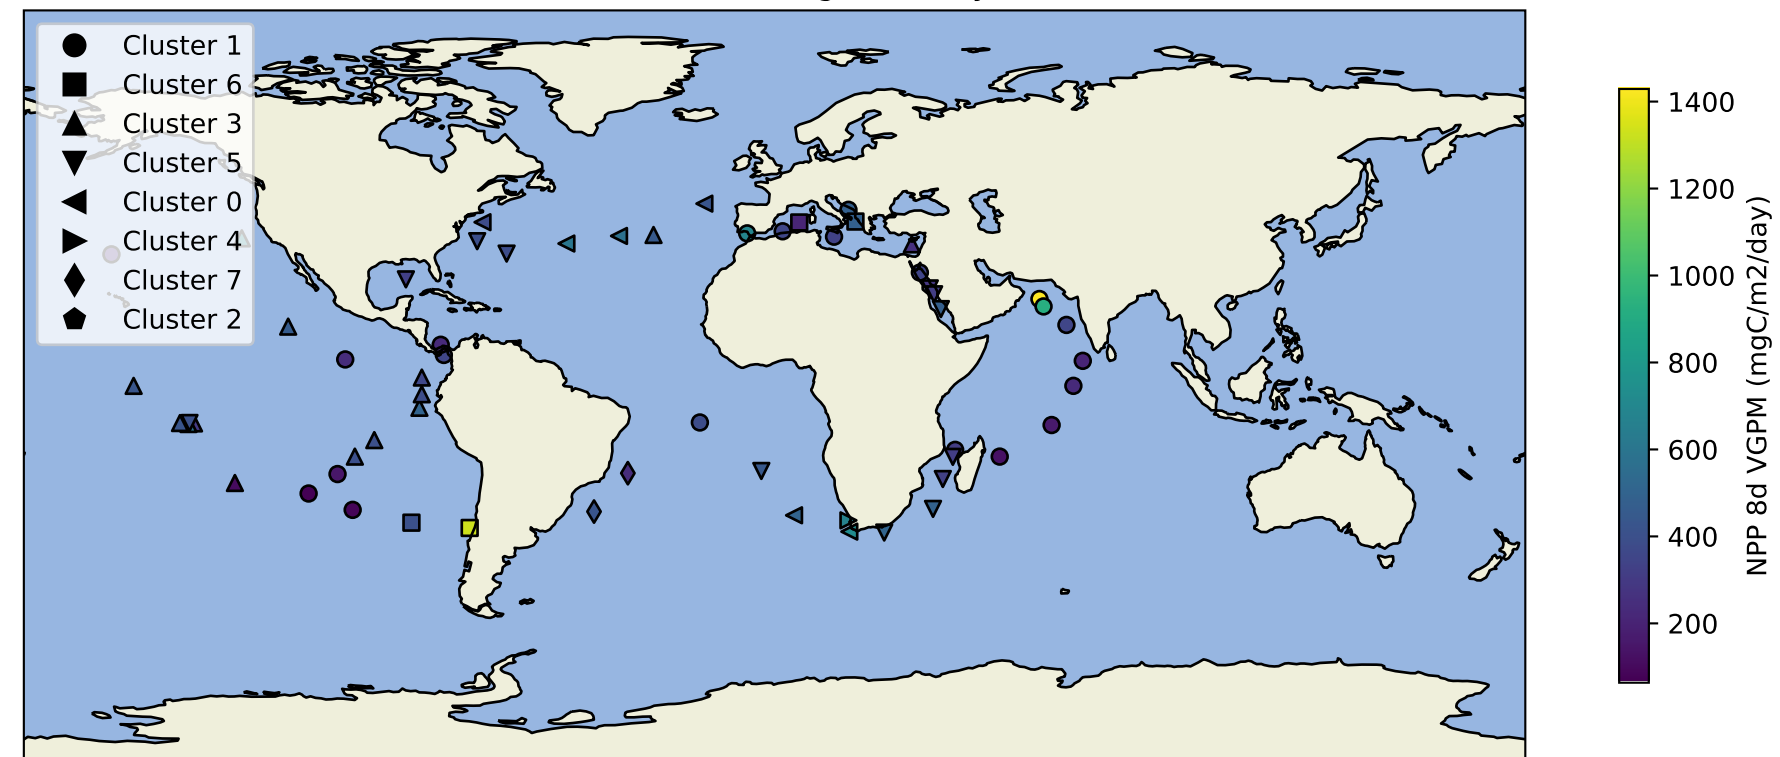 Cluster 1
Cluster 6
Cluster 3
Cluster 5
Cluster 0
Cluster 4
Cluster 7
Cluster 2
1400
1200
1000
800
600
400
200
NPP 8d VGPM (mgC/m2/day)